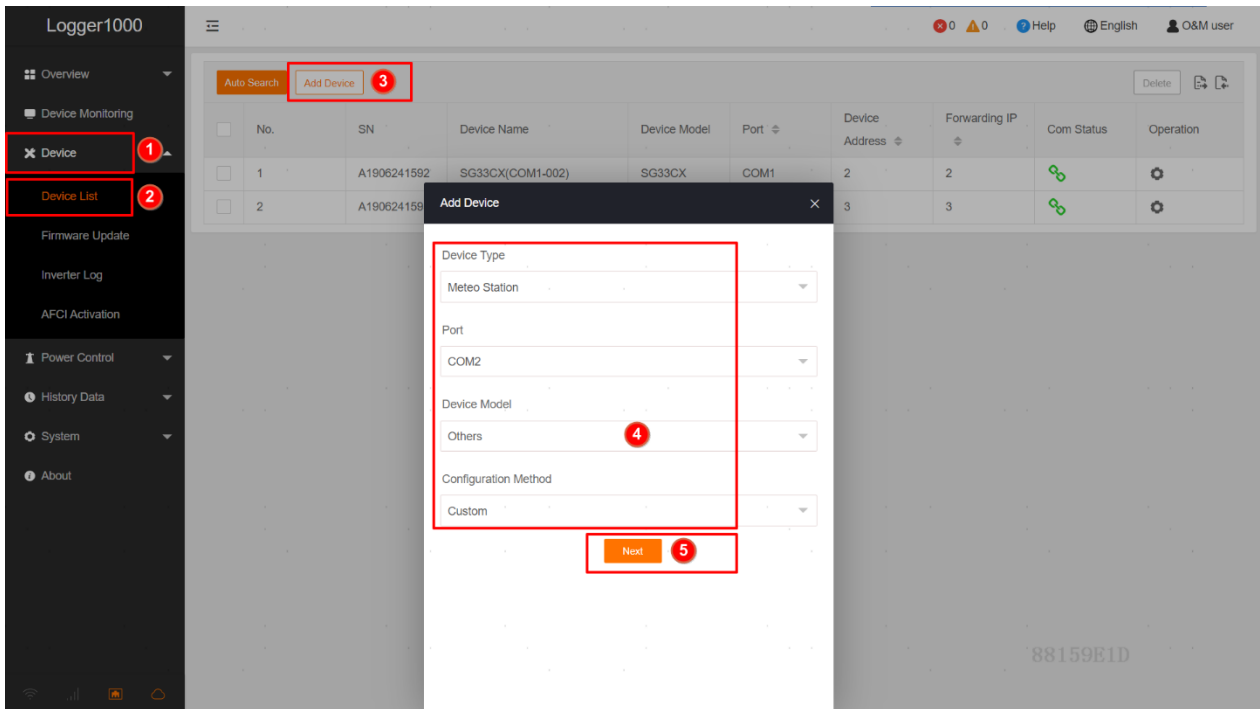 Logger1000
0 0 Help English O&M user
Overview
Device Monitoring
Device 1
Device List 2
Firmware Update
Inverter Log
AFCI Activation
Power Control
History Data
System
About
Auto Search Add Device 3 Delete
No. SN Device Name Device Model Port Device Address Forwarding IP Com Status Operation
1 A1906241592 SG33CX(COM1-002) SG33CX COM1 2 2
2 A190624159 3 3
Add Device
Device Type
Meteo Station
Port
COM2
Device Model
Others 4
Configuration Method
Custom
Next 5
88159E1D